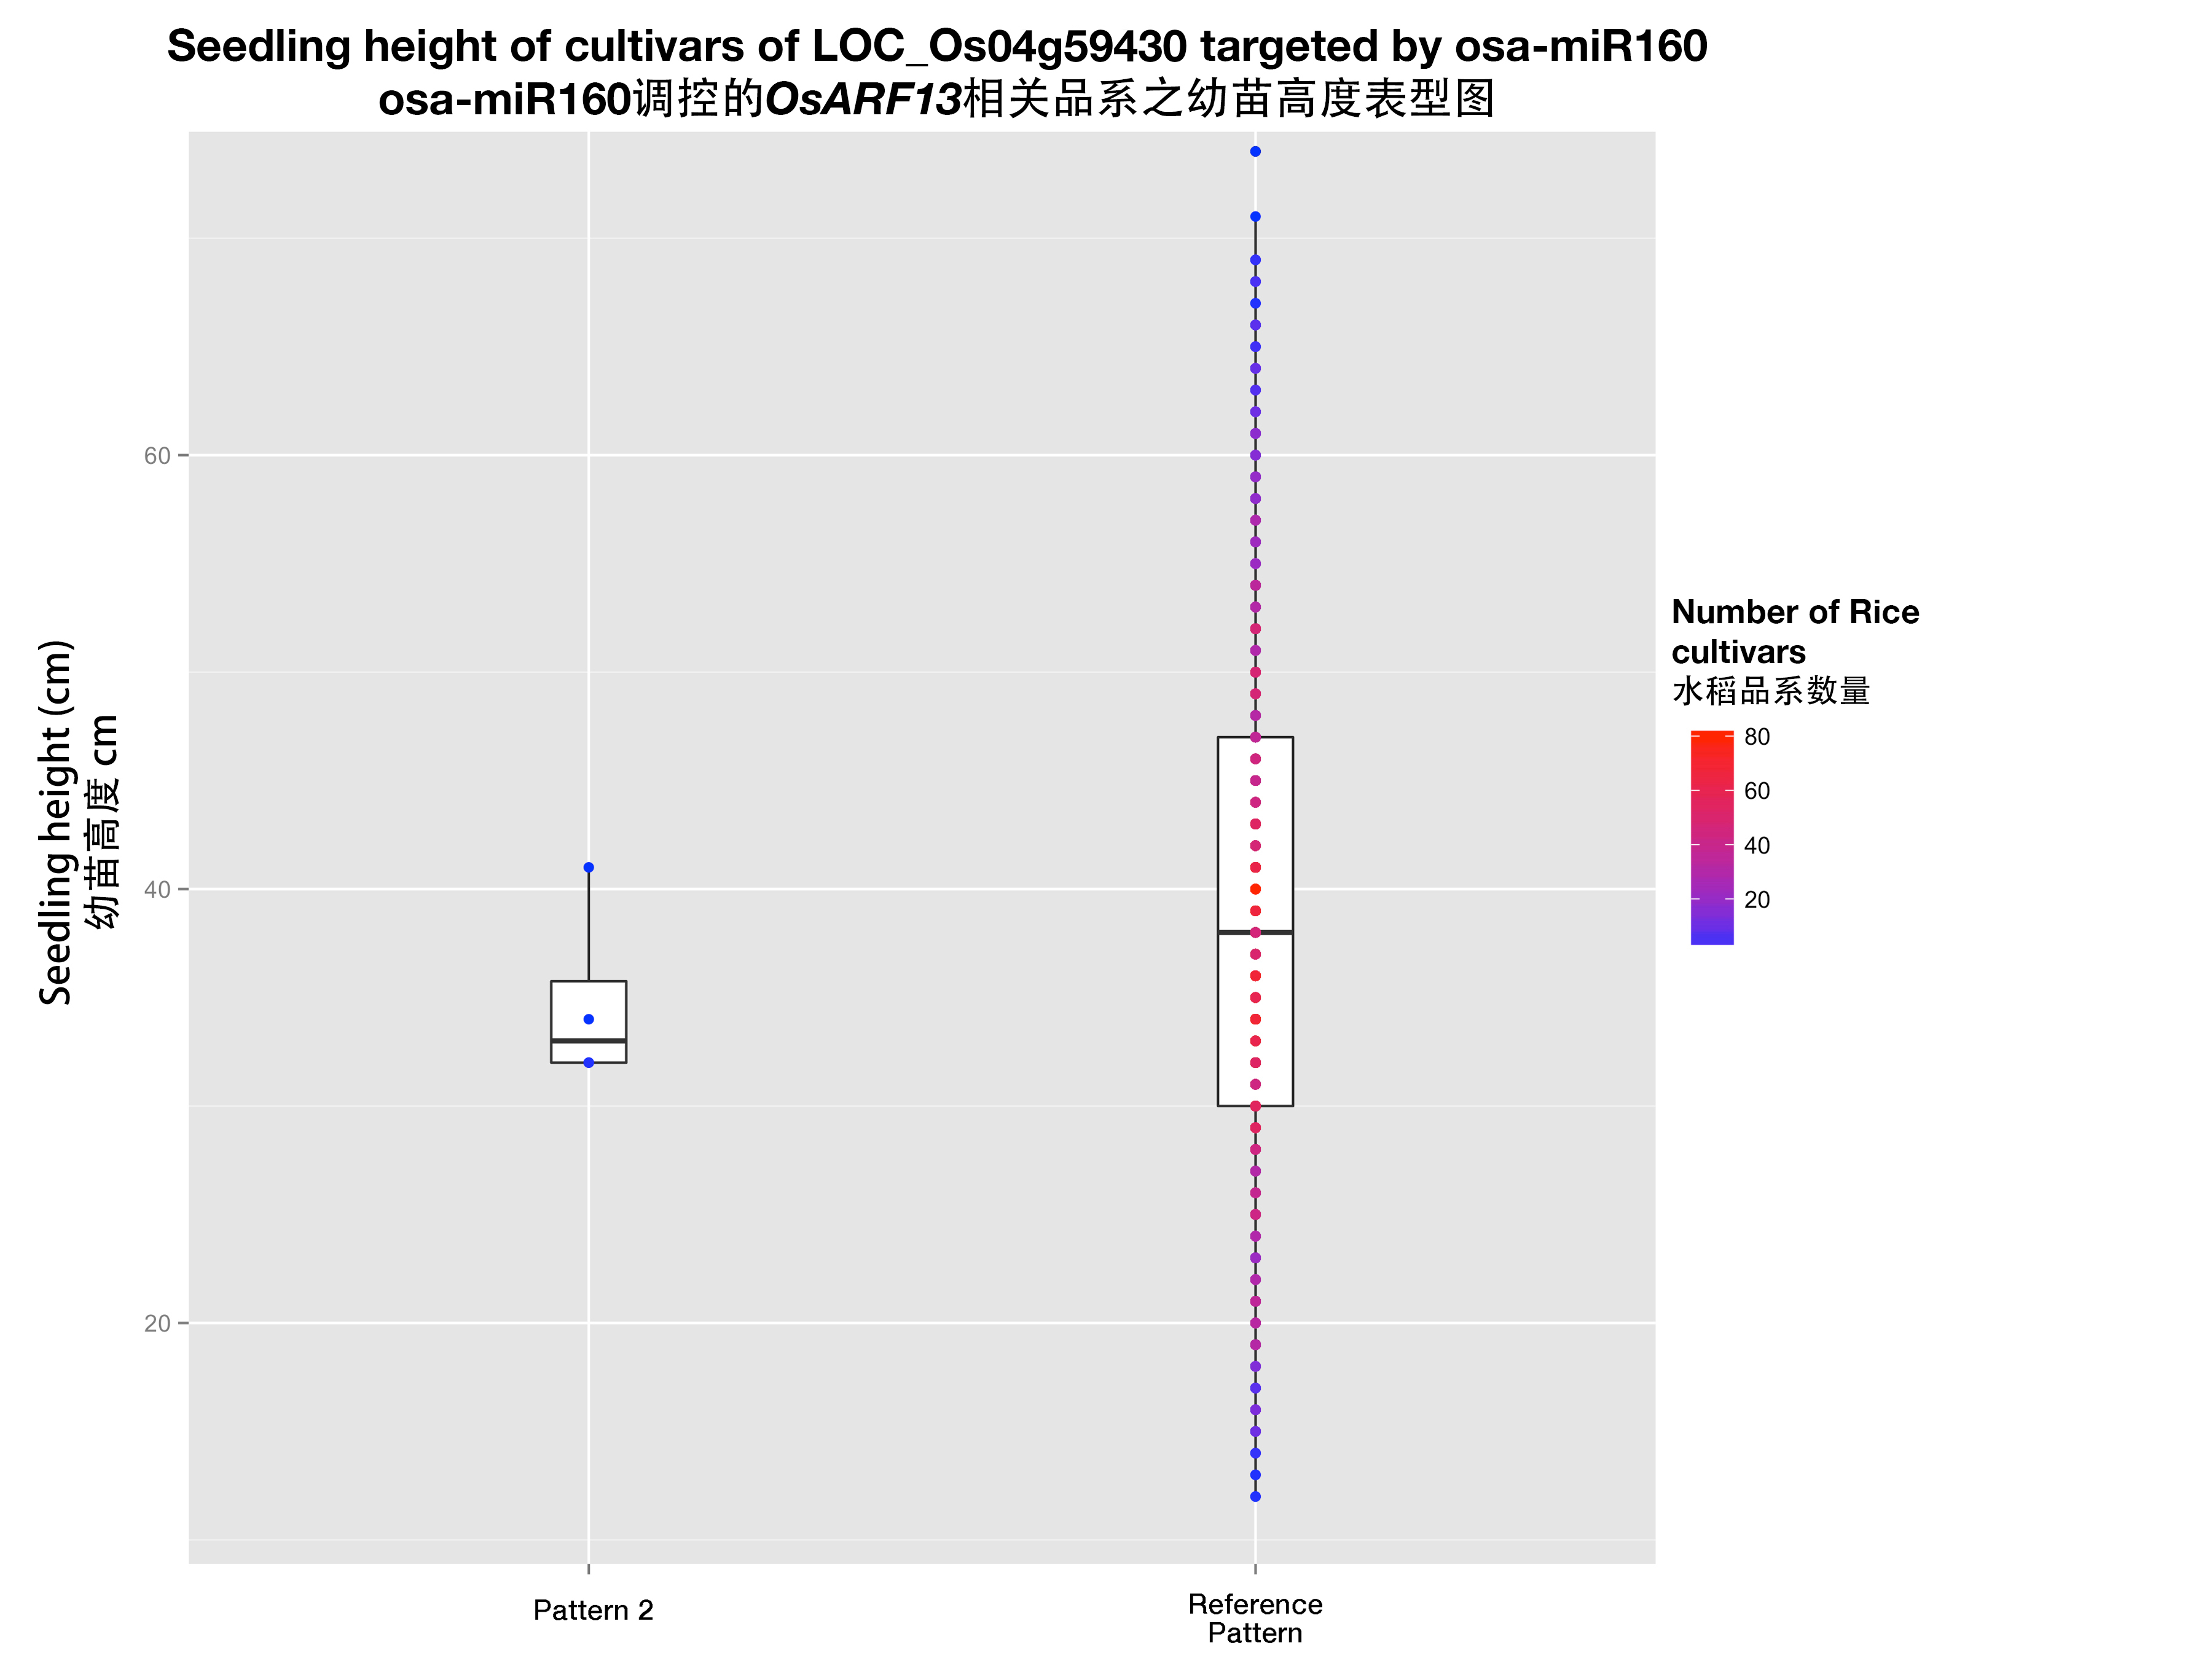 Seedling height of cultivars of LOC_Os04g59430 targeted by osa-miR160
osa-miR160调控的OsARF13相关品系之幼苗高度表型图
Seedling height (cm)
幼苗高度 cm
60
40
20
Pattern 2
Reference
Pattern
Number of Rice
cultivars
水稻品系数量
80
60
40
20